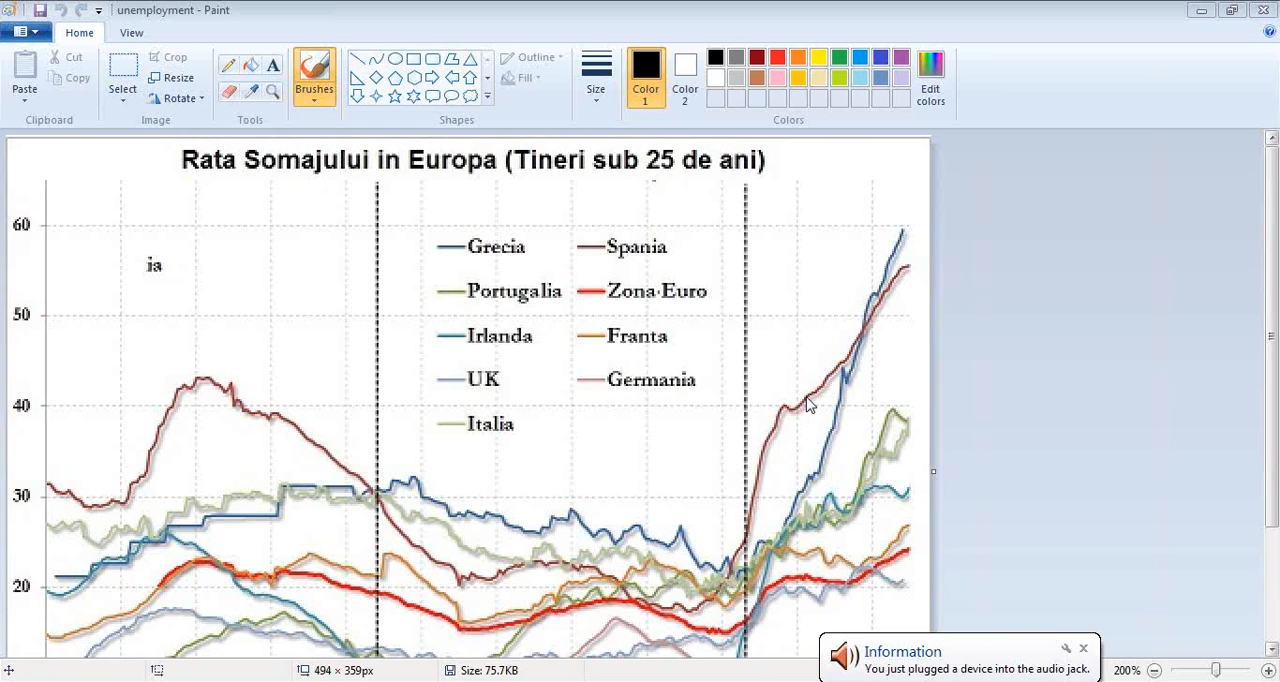 unemployment - Paint
Home View
Paste
Cut
Copy
Clipboard
Select
Crop
Resize
Rotate
Image
A
Tools
Brushes
Shapes
Outline
Fill
Size
Color 1
Color 2
Edit colors
Colors
Rata Somajului in Europa (Tineri sub 25 de ani)
60
50
40
30
20
ia
Grecia Spania
Portugalia Zona Euro
Irlanda Franta
UK Germania
Italia
Information
You just plugged a device into the audio jack.
494 × 359px
Size: 75.7KB
200%